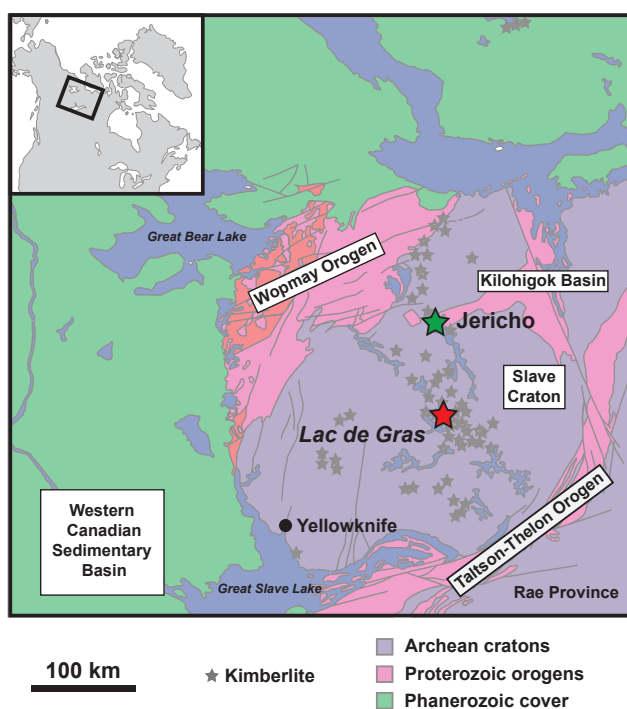 Great Bear Lake
Wopmay Orogen
Kilohigok Basin
Jericho
Slave
Craton
Lac de Gras
Western
Canadian
Sedimentary
Basin
Yellowknife
Taltson-Thelon Orogen
Great Slave Lake
Rae Province
100 km
Kimberlite
Archean cratons
Proterozoic orogens
Phanerozoic cover